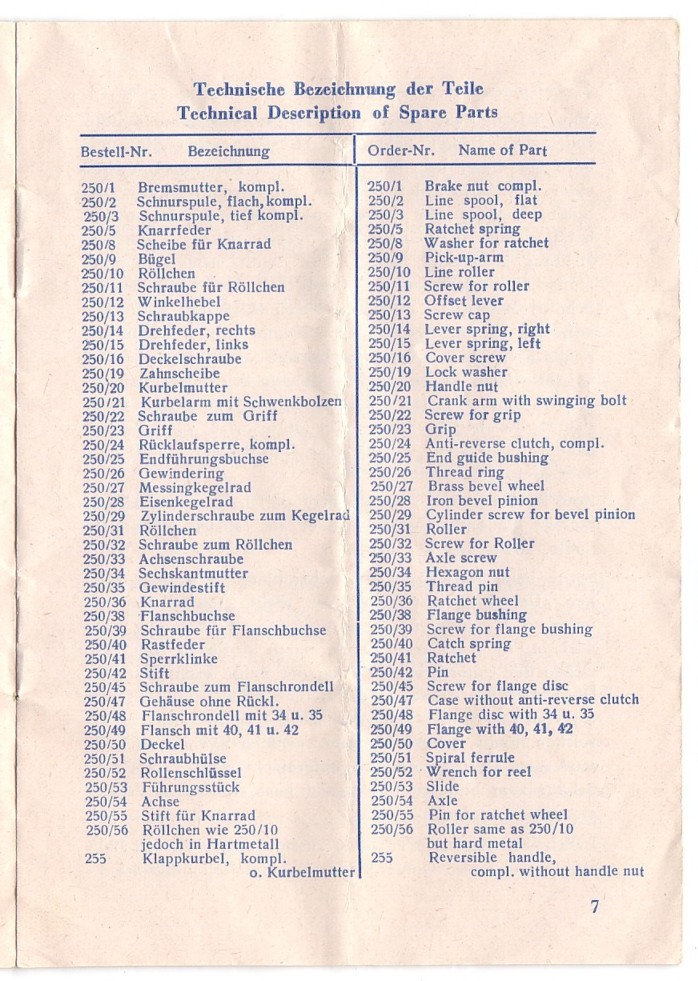 Technische Bezeichnung der Teile
Technical Description of Spare Parts
Bestell-Nr. Bezeichnung
250/1 Bremsmutter, kompl.
250/2 Schnurspule, flach, kompl.
250/3 Schnurspule, tief kompl.
250/5 Knarrfeder
250/8 Scheibe für Knarrad
250/9 Bügel
250/10 Röllchen
250/11 Schraube für Röllchen
250/12 Winkelhebel
250/13 Schraubkappe
250/14 Drehfeder, rechts
250/15 Drehfeder, links
250/16 Deckelschraube
250/19 Zahnscheibe
250/20 Kurbelmutter
250/21 Kurbelarm mit Schwenkbolzen
250/22 Schraube zum Griff
250/23 Griff
250/24 Rücklaufsperre, kompl.
250/25 Endführungsbuchse
250/26 Gewindering
250/27 Messingkegelrad
250/28 Eisenkegelrad
250/29 Zylinderschraube zum Kegelrad
250/31 Röllchen
250/32 Schraube zum Röllchen
250/33 Achsenschraube
250/34 Sechskantmutter
250/35 Gewindestift
250/36 Knarrad
250/38 Flanschbuchse
250/39 Schraube für Flanschbuchse
250/40 Rastfeder
250/41 Sperrklinke
250/42 Stift
250/45 Schraube zum Flanschrondell
250/47 Gehäuse ohne Rückl.
250/48 Flanschrondell mit 34 u. 35
250/49 Flansch mit 40, 41 u. 42
250/50 Deckel
250/51 Schraubhülse
250/52 Rollenschlüssel
250/53 Führungsstück
250/54 Achse
250/55 Stift für Knarrad
250/56 Röllchen wie 250/10
jedoch in Hartmetall
255 Klappkurbel, kompl.
o. Kurbelmutter
Order-Nr. Name of Part
250/1 Brake nut compl.
250/2 Line spool, flat
250/3 Line spool, deep
250/5 Ratchet spring
250/8 Washer for ratchet
250/9 Pick-up-arm
250/10 Line roller
250/11 Screw for roller
250/12 Offset lever
250/13 Screw cap
250/14 Lever spring, right
250/15 Lever spring, left
250/16 Cover screw
250/19 Lock washer
250/20 Handle nut
250/21 Crank arm with swinging bolt
250/22 Screw for grip
250/23 Grip
250/24 Anti-reverse clutch, compl.
250/25 End guide bushing
250/26 Thread ring
250/27 Brass bevel wheel
250/28 Iron bevel pinion
250/29 Cylinder screw for bevel pinion
250/31 Roller
250/32 Screw for Roller
250/33 Axle screw
250/34 Hexagon nut
250/35 Thread pin
250/36 Ratchet wheel
250/38 Flange bushing
250/39 Screw for flange bushing
250/40 Catch spring
250/41 Ratchet
250/42 Pin
250/45 Screw for flange disc
250/47 Case without anti-reverse clutch
250/48 Flange disc with 34 u. 35
250/49 Flange with 40, 41, 42
250/50 Cover
250/51 Spiral ferrule
250/52 Wrench for reel
250/53 Slide
250/54 Axle
250/55 Pin for ratchet wheel
250/56 Roller same as 250/10
but hard metal
255 Reversible handle,
compl. without handle nut
7